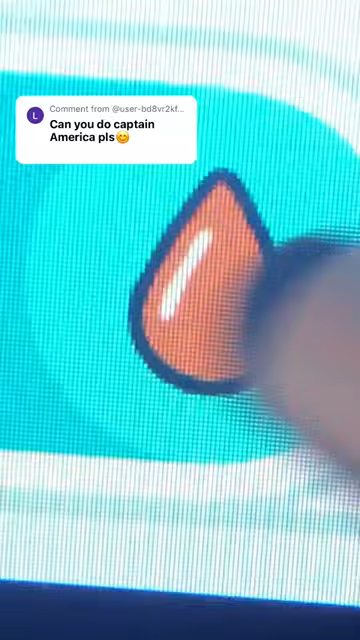 L
Comment from @user-bd8vr2kf...
Can you do captain
America pls😊